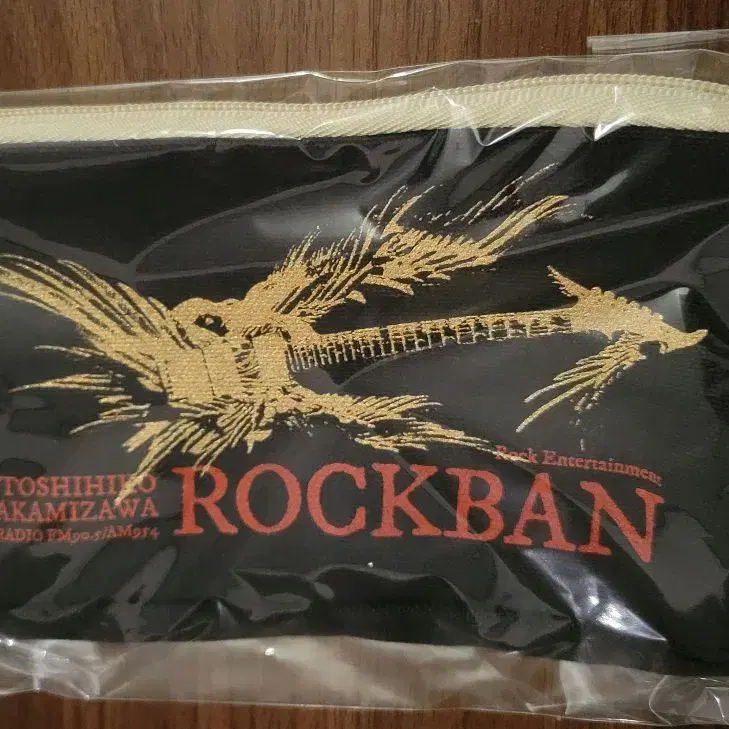 Rock Entertainment
TOSHIHIKO
AKAMIZAWA
ROCKBAN
RADIO FM90.5/AM954